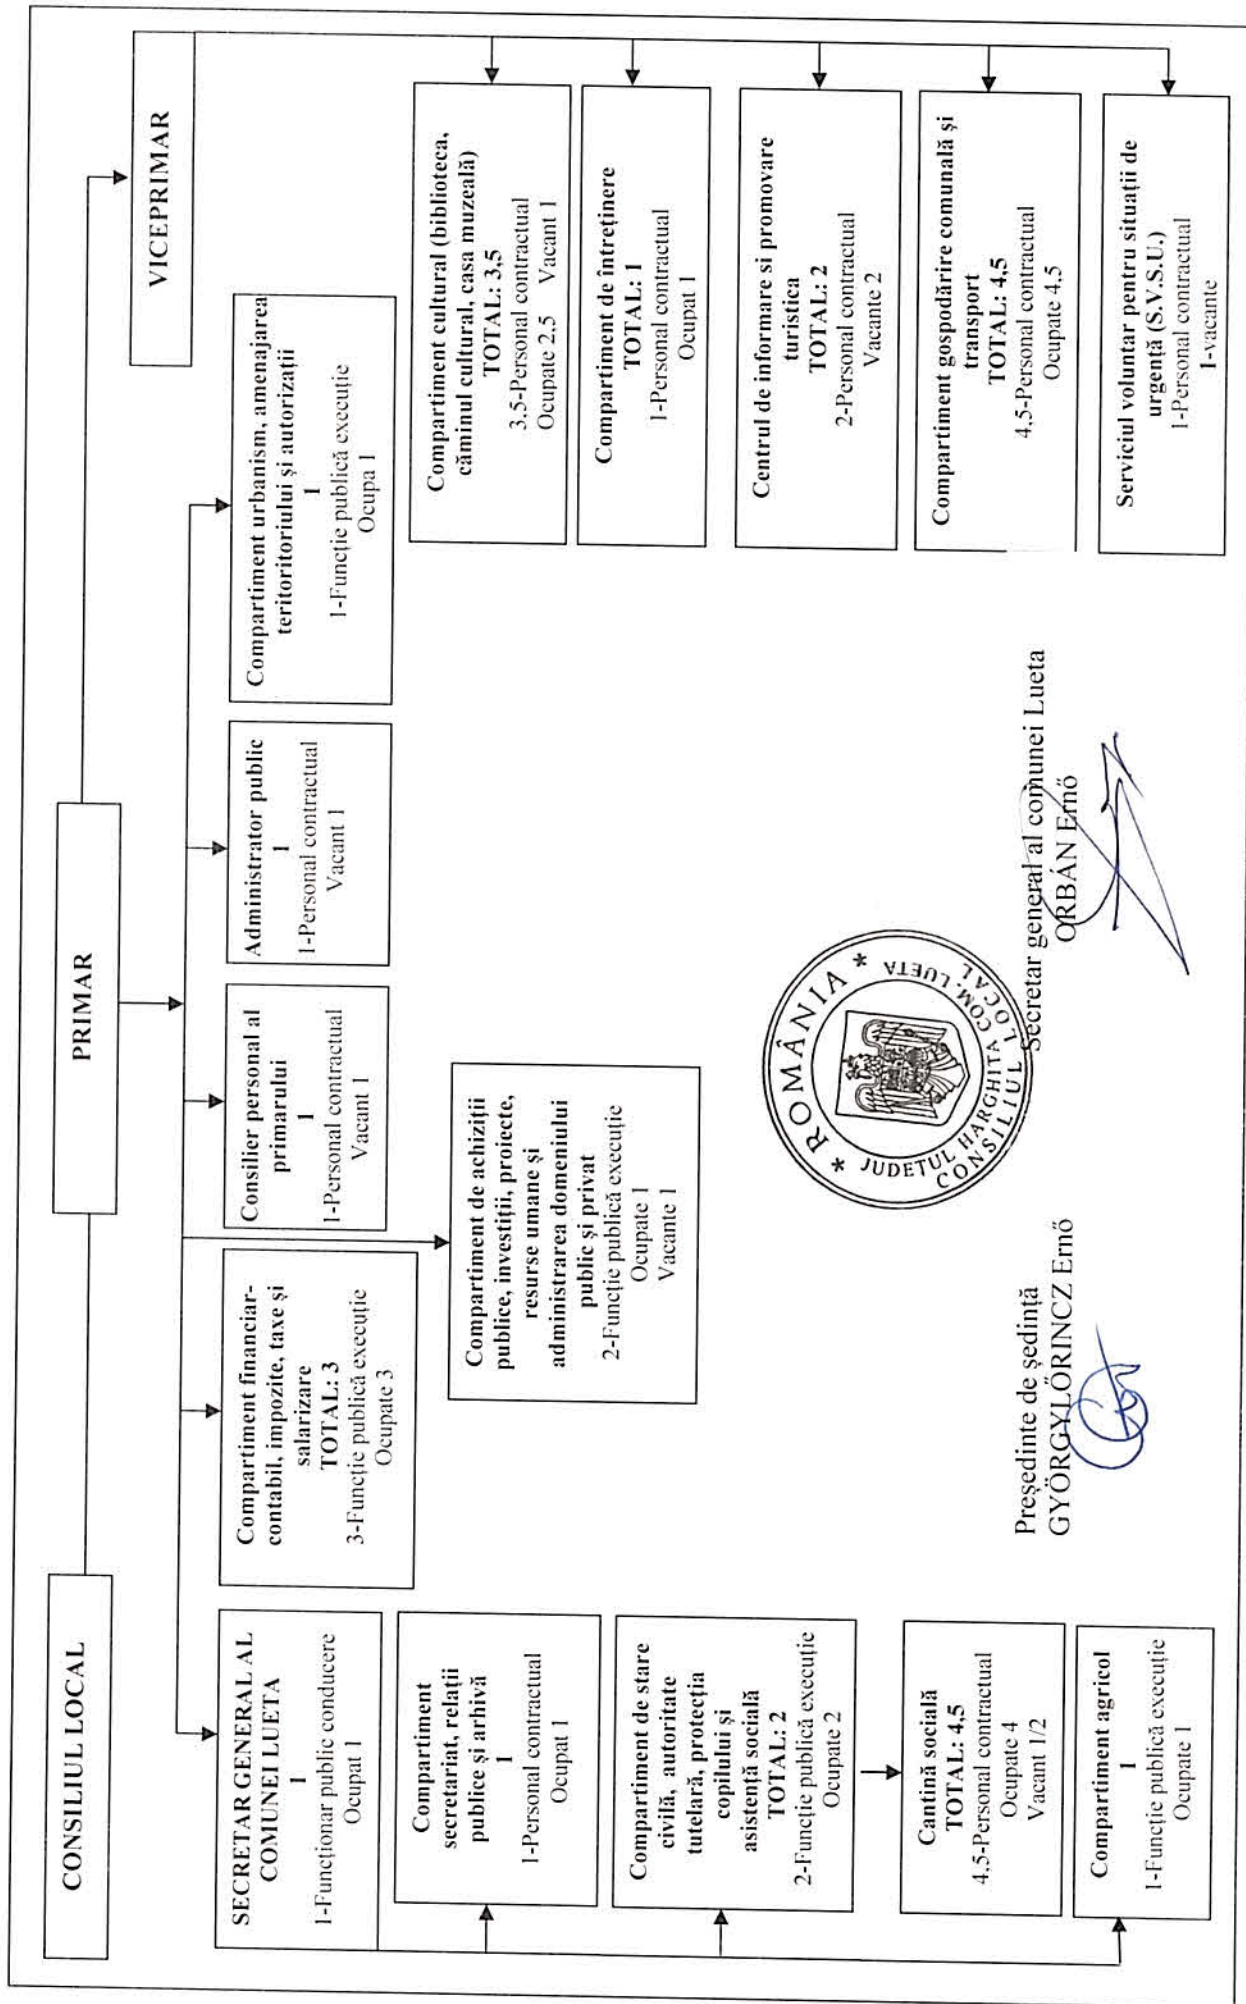 CONSILIUL LOCAL
PRIMAR
VICEPRIMAR
SECRETAR GENERAL AL
COMUNEI LUETA
1
1-Funcționar public conducere
Ocupat 1
Compartiment financiar-
contabil, impozite, taxe și
salarizare
TOTAL: 3
3-Funcție publică execuție
Ocupate 3
Consilier personal al
primarului
1
1-Personal contractual
Vacant 1
Administrator public
1
1-Personal contractual
Vacant 1
Compartiment urbanism, amenajarea
teritoritoriului și autorizații
1
1-Funcție publică execuție
Ocupa 1
Compartiment
secretariat, relații
publice și arhivă
1
1-Personal contractual
Ocupat 1
Compartiment de stare
civilă, autoritate
tutelară, protecția
copilului și
asistență socială
TOTAL: 2
2-Funcție publică execuție
Ocupate 2
Cantină socială
TOTAL: 4,5
4,5-Personal contractual
Ocupate 4
Vacant 1/2
Compartiment agricol
1
1-Funcție publică execuție
Ocupate 1
Compartiment de achiziții
publice, investiții, proiecte,
resurse umane și
administrarea domeniului
public și privat
2-Funcție publică execuție
Ocupate 1
Vacante 1
Compartiment cultural (biblioteca,
căminul cultural, casa muzeală)
TOTAL: 3,5
3.5-Personal contractual
Ocupate 2.5 Vacant 1
Compartiment de întreținere
TOTAL: 1
1-Personal contractual
Ocupat 1
Centrul de informare si promovare
turistica
TOTAL: 2
2-Personal contractual
Vacante 2
Compartiment gospodărire comunală și
transport
TOTAL: 4,5
4.5-Personal contractual
Ocupate 4.5
Serviciul voluntar pentru situații de
urgență (S.V.S.U.)
1-Personal contractual
1-vacante
Președinte de ședință
GYÖRGYLŐRINCZ Ernő
* ROMÂNIA *
JUDEȚUL HARGHITA COM. LUETA
CONSILIUL LOCAL
Secretar general al comunei Lueta
ORBÁN Ernő